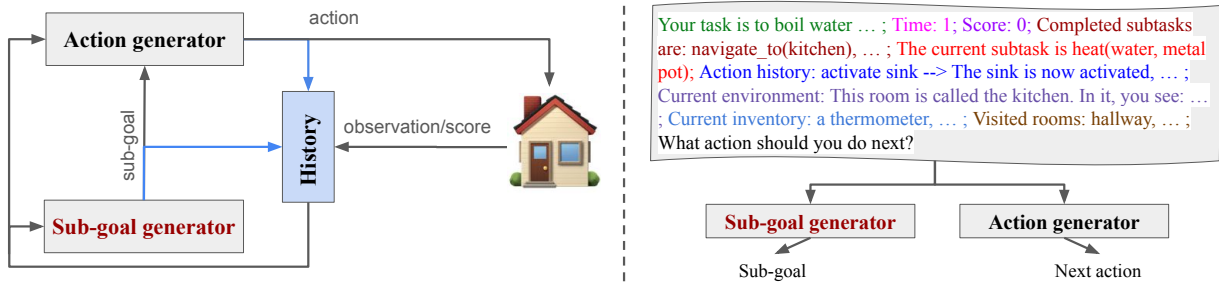 action
Action generator
sub-goal
History
observation/score
Sub-goal generator
Your task is to boil water … ; Time: 1; Score: 0; Completed subtasks
are: navigate_to(kitchen), … ; The current subtask is heat(water, metal
pot); Action history: activate sink --> The sink is now activated, … ;
Current environment: This room is called the kitchen. In it, you see: …
; Current inventory: a thermometer, … ; Visited rooms: hallway, … ;
What action should you do next?
Sub-goal generator
Action generator
Sub-goal
Next action